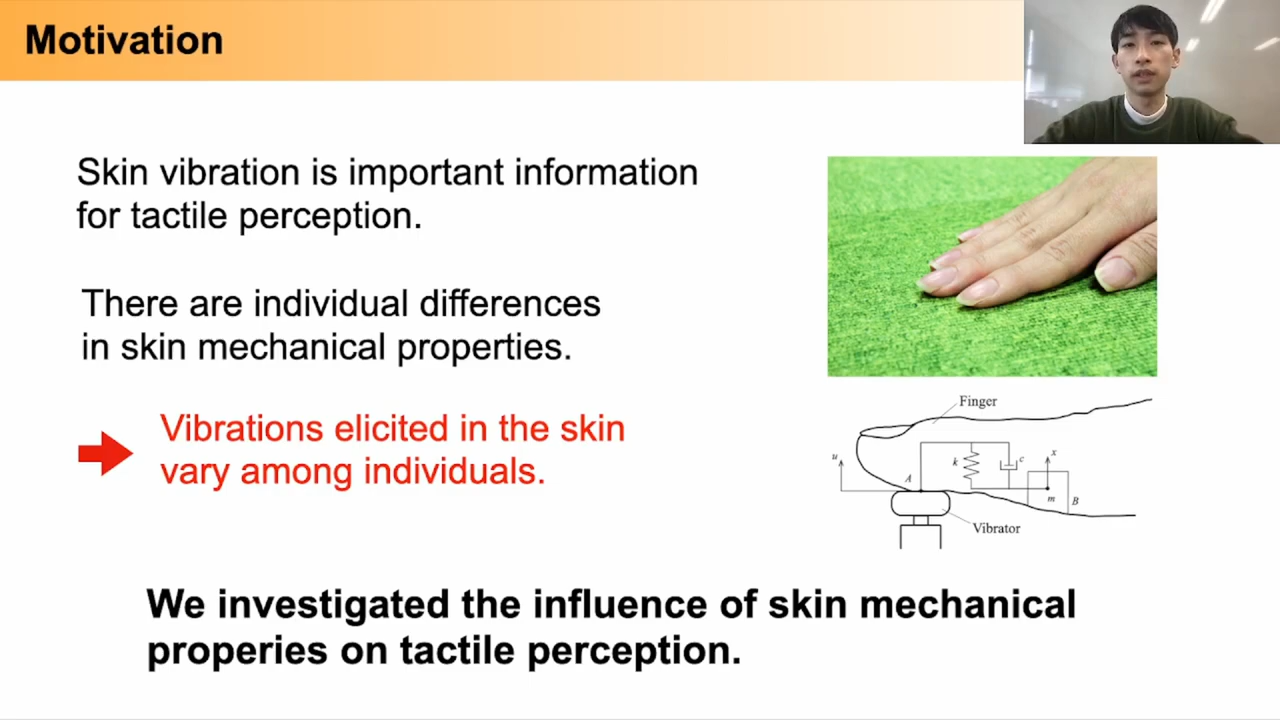 Motivation
Skin vibration is important information
for tactile perception.
There are individual differences
in skin mechanical properties.
Vibrations elicited in the skin
vary among individuals.
Finger
u
A
k
c
x
m
B
Vibrator
We investigated the influence of skin mechanical
properies on tactile perception.